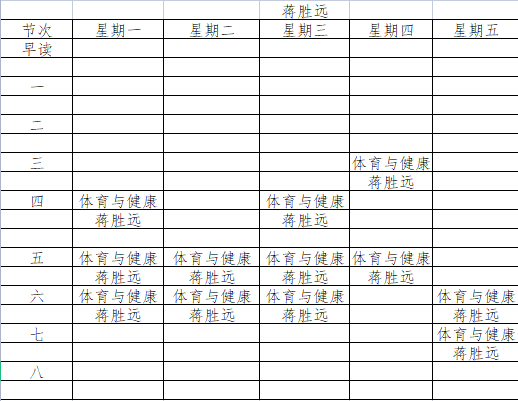 蒋胜远
节次 星期一 星期二 星期三 星期四 星期五
早读
一
二
三 体育与健康
蒋胜远
四 体育与健康 体育与健康
蒋胜远 蒋胜远
五 体育与健康 体育与健康 体育与健康 体育与健康
蒋胜远 蒋胜远 蒋胜远 蒋胜远
六 体育与健康 体育与健康 体育与健康 体育与健康
蒋胜远 蒋胜远 蒋胜远 蒋胜远
七 体育与健康
蒋胜远
八